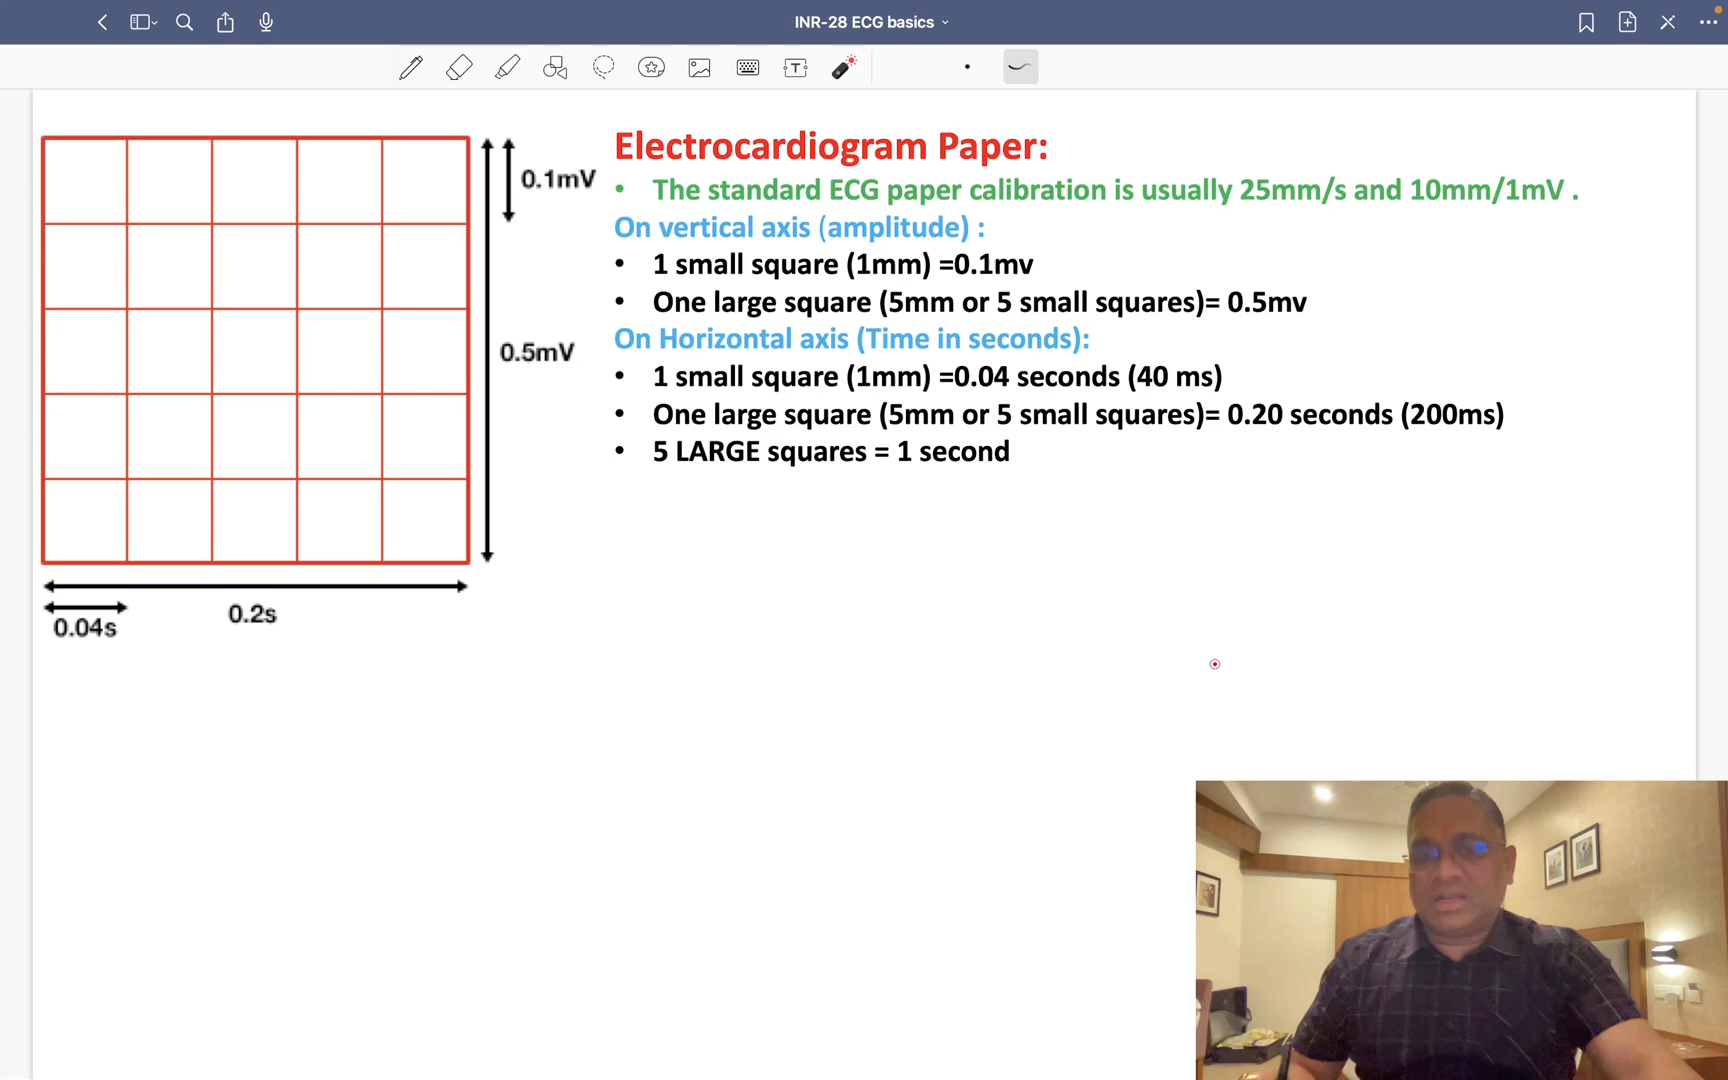 INR-28 ECG basics
Electrocardiogram Paper:
0.1mV
• The standard ECG paper calibration is usually 25mm/s and 10mm/1mV .
On vertical axis (amplitude) :
• 1 small square (1mm) =0.1mv
• One large square (5mm or 5 small squares)= 0.5mv
On Horizontal axis (Time in seconds):
0.5mV
• 1 small square (1mm) =0.04 seconds (40 ms)
• One large square (5mm or 5 small squares)= 0.20 seconds (200ms)
• 5 LARGE squares = 1 second
0.2s
0.04s